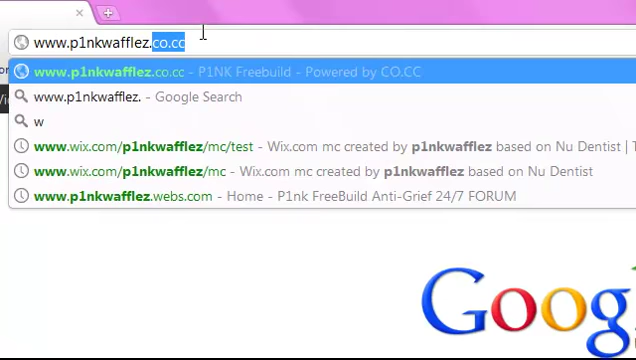 www.p1nkwafflez.co.cc
www.p1nkwafflez.co.cc - P1NK Freebuild - Powered by CO.CC
www.p1nkwafflez. - Google Search
w
www.wix.com/p1nkwafflez/mc/test - Wix.com mc created by p1nkwafflez based on Nu Dentist | T
www.wix.com/p1nkwafflez/mc - Wix.com mc created by p1nkwafflez based on Nu Dentist
www.p1nkwafflez.webs.com - Home - P1nk FreeBuild Anti-Grief 24/7 FORUM
Goog